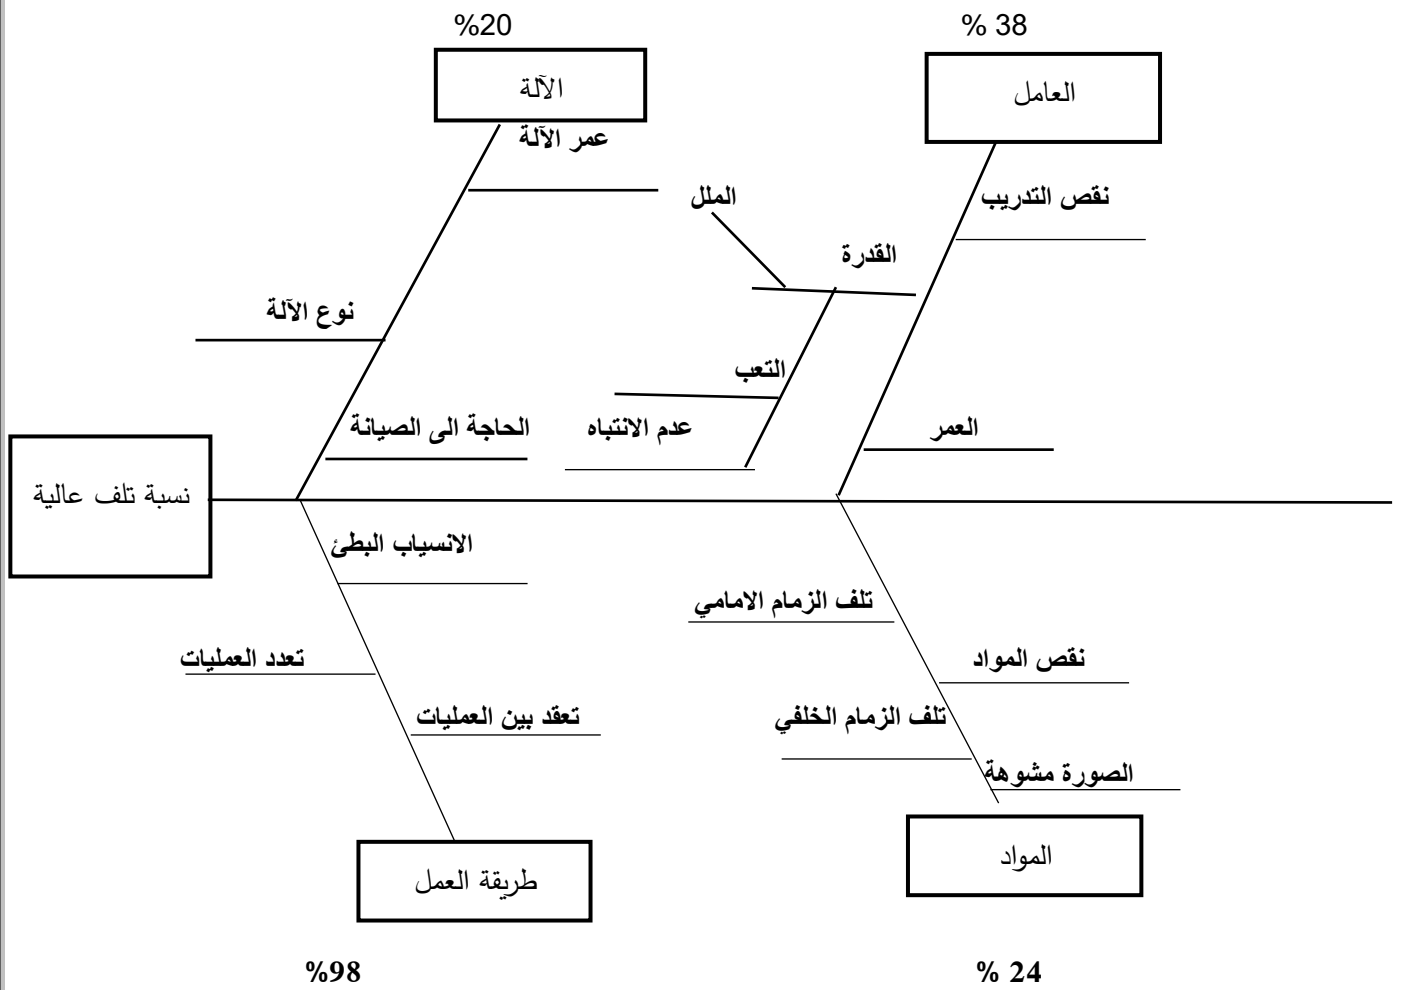 % 38
%20
العامل
الآلة
عمر الآلة
نقص التدريب
الملل
القدرة
نوع الآلة
التعب
العمر
عدم الانتباه
الحاجة الى الصيانة
نسبة تلف عالية
الانسياب البطئ
تلف الزمام الامامي
نقص المواد
تعدد العمليات
تلف الزمام الخلفي
تعقد بين العمليات
الصورة مشوهة
المواد
طريقة العمل
% 24
%98